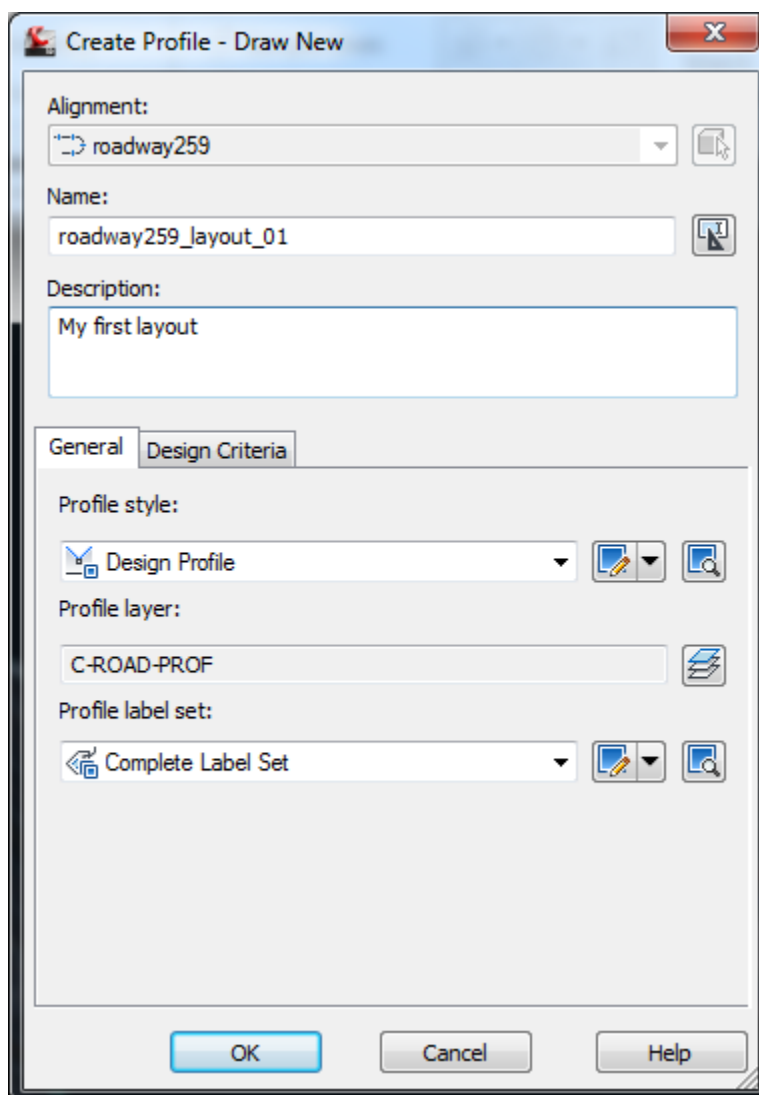 Create Profile - Draw New
Alignment:
roadway259
Name:
roadway259_layout_01
Description:
My first layout
General Design Criteria
Profile style:
Design Profile
Profile layer:
C-ROAD-PROF
Profile label set:
Complete Label Set
OK Cancel Help